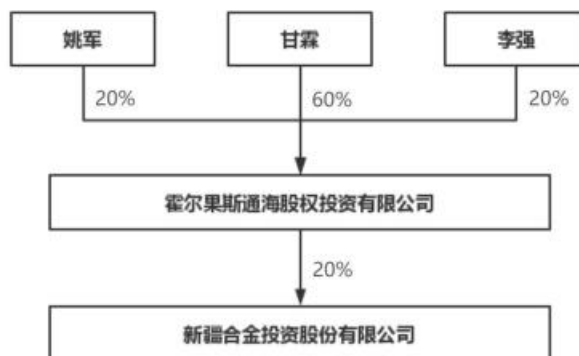 姚军
甘霖
李强
20%
60%
20%
霍尔果斯通海股权投资有限公司
20%
新疆合金投资股份有限公司